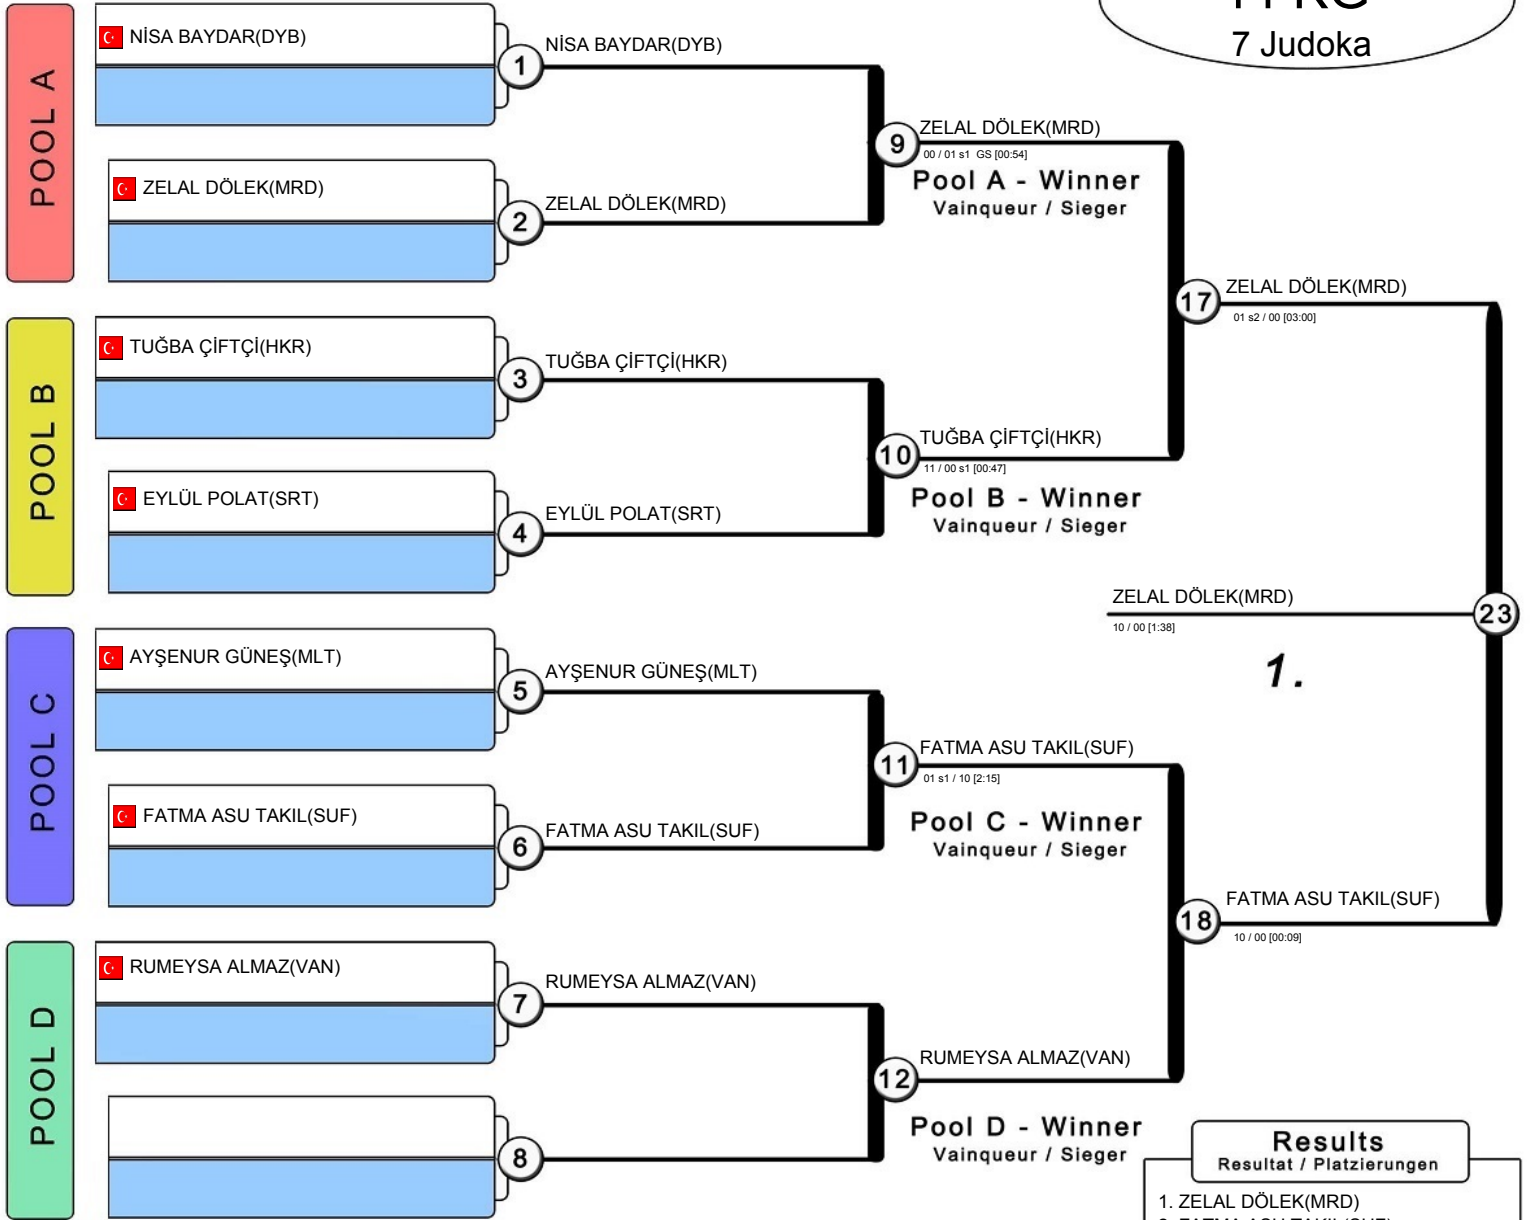 7 Judoka
POOL A
NİSA BAYDAR(DYB)
1
NİSA BAYDAR(DYB)
ZELAL DÖLEK(MRD)
2
ZELAL DÖLEK(MRD)
9
ZELAL DÖLEK(MRD)
00 / 01 s1 GS [00:54]
Pool A - Winner
Vainqueur / Sieger
17
ZELAL DÖLEK(MRD)
01 s2 / 00 [03:00]
POOL B
TUĞBA ÇİFTÇİ(HKR)
3
TUĞBA ÇİFTÇİ(HKR)
EYLÜL POLAT(SRT)
4
EYLÜL POLAT(SRT)
10
TUĞBA ÇİFTÇİ(HKR)
11 / 00 s1 [00:47]
Pool B - Winner
Vainqueur / Sieger
ZELAL DÖLEK(MRD)
10 / 00 [1:38]
23
1.
POOL C
AYŞENUR GÜNEŞ(MLT)
5
AYŞENUR GÜNEŞ(MLT)
FATMA ASU TAKIL(SUF)
6
FATMA ASU TAKIL(SUF)
11
FATMA ASU TAKIL(SUF)
01 s1 / 10 [2:15]
Pool C - Winner
Vainqueur / Sieger
18
FATMA ASU TAKIL(SUF)
10 / 00 [00:09]
POOL D
RUMEYSA ALMAZ(VAN)
7
RUMEYSA ALMAZ(VAN)
8
12
RUMEYSA ALMAZ(VAN)
Pool D - Winner
Vainqueur / Sieger
Results
Resultat / Platzierungen
1. ZELAL DÖLEK(MRD)